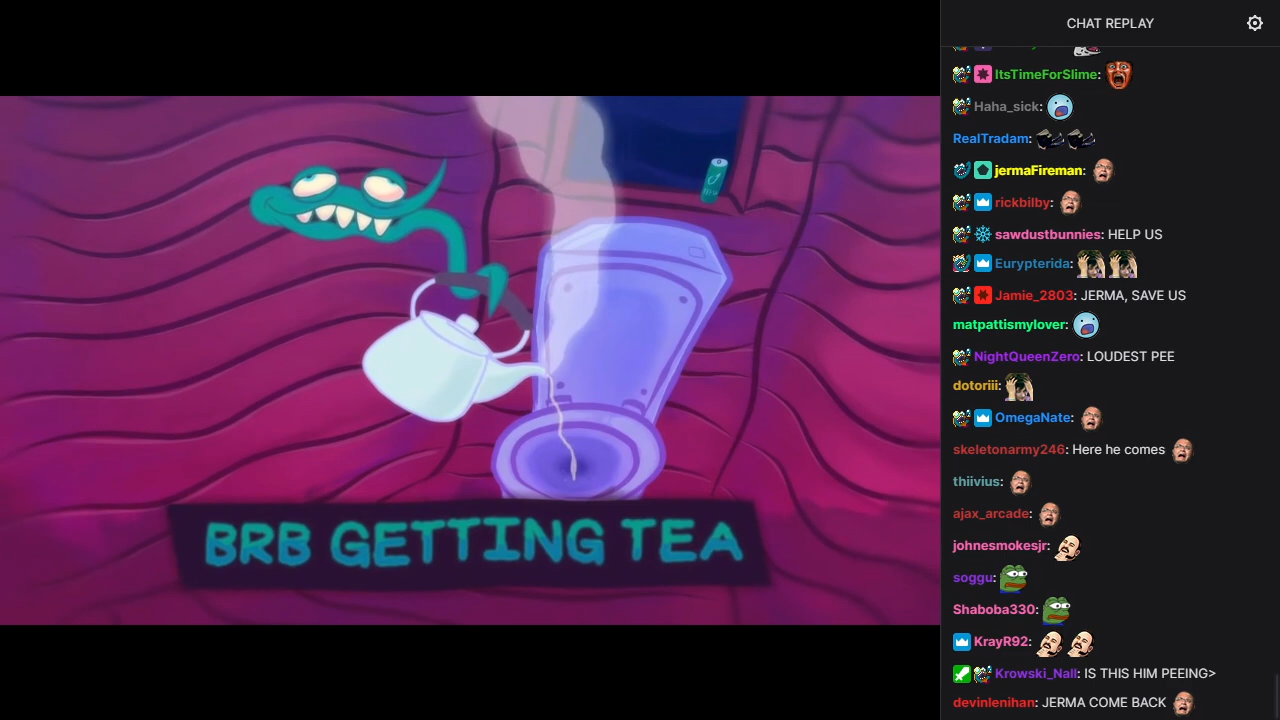 BRB GETTING TEA
CHAT REPLAY
ItsTimeForSlime:
Haha_sick:
RealTradam:
jermaFireman:
rickbilby:
sawdustbunnies: HELP US
Eurypterida:
Jamie_2803: JERMA, SAVE US
matpattismylover:
NightQueenZero: LOUDEST PEE
dotoriii:
OmegaNate:
skeletonarmy246: Here he comes
thiivius:
ajax_arcade:
johnesmokesjr:
soggu:
Shaboba330:
KrayR92:
Krowski_Nall: IS THIS HIM PEEING>
devinlenihan: JERMA COME BACK